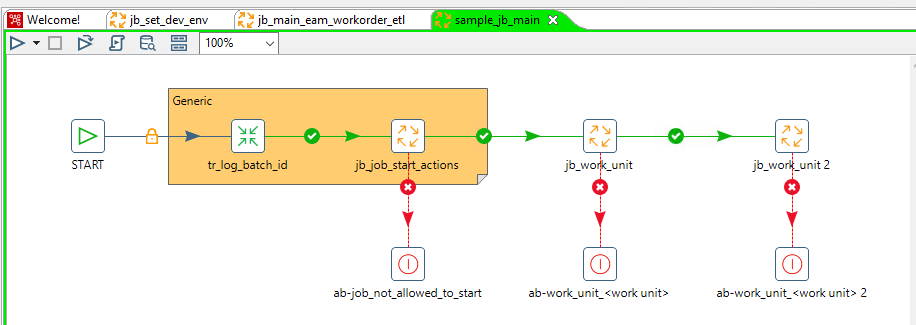 Welcome!
jb_set_dev_env
jb_main_eam_workorder_etl
sample_jb_main
100%
Generic
START
tr_log_batch_id
jb_job_start_actions
jb_work_unit
jb_work_unit 2
ab-job_not_allowed_to_start
ab-work_unit_<work unit>
ab-work_unit_<work unit> 2